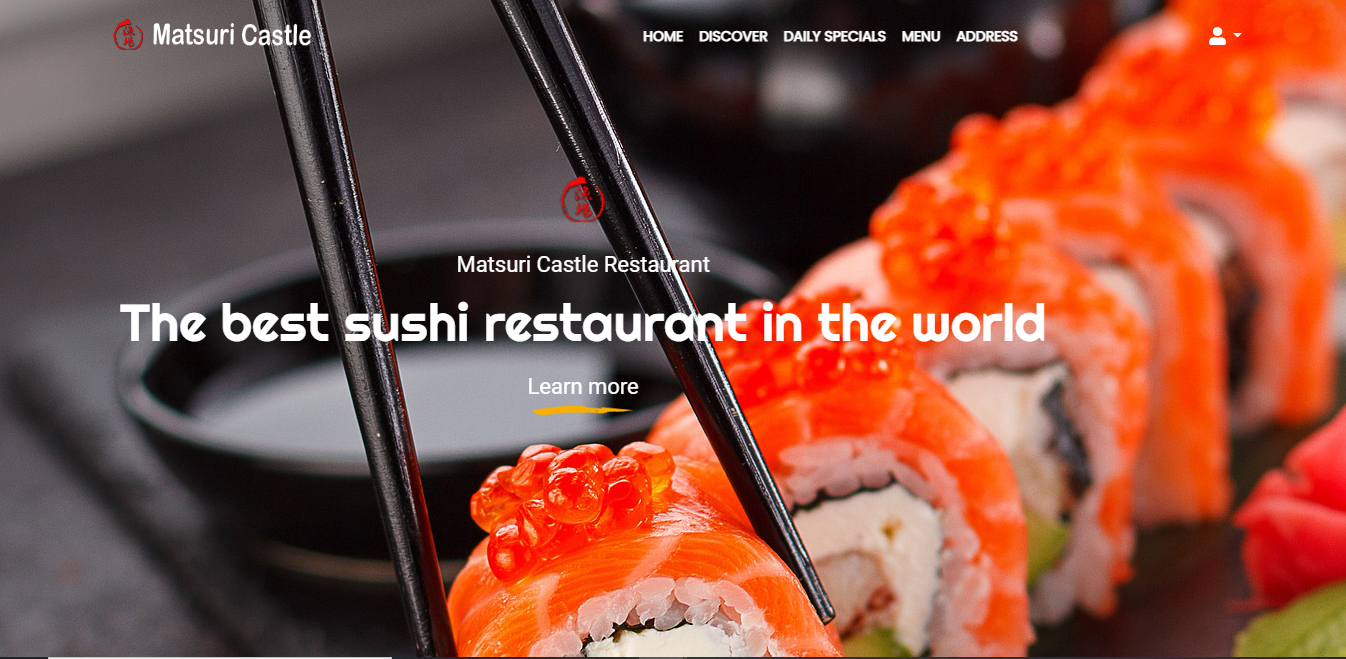 Matsuri Castle
HOME DISCOVER DAILY SPECIALS MENU ADDRESS
Matsuri Castle Restaurant
The best sushi restaurant in the world
Learn more